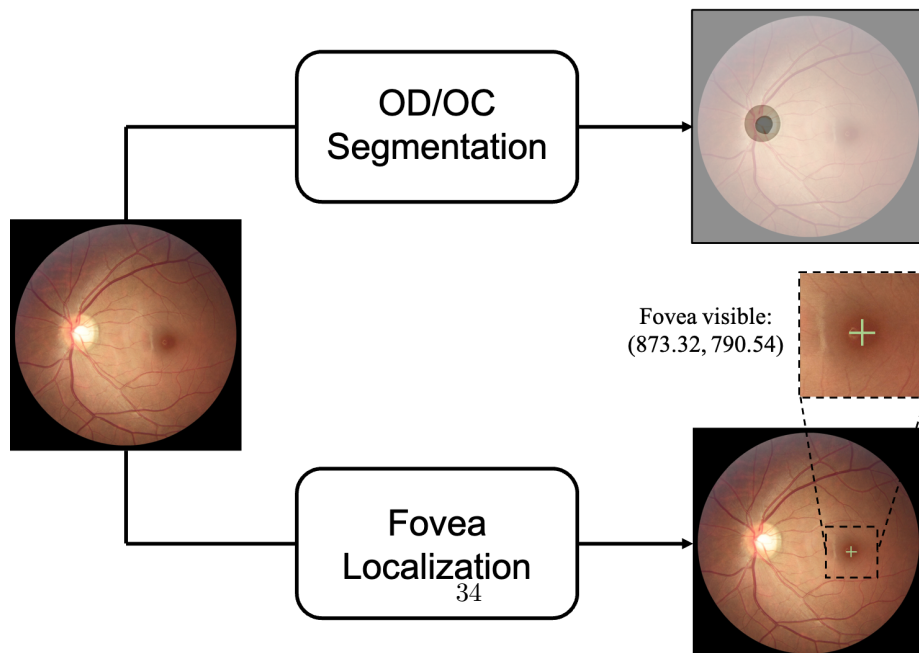 OD/OC
Segmentation
Fovea visible:
(873.32, 790.54)
Fovea
Localization
34